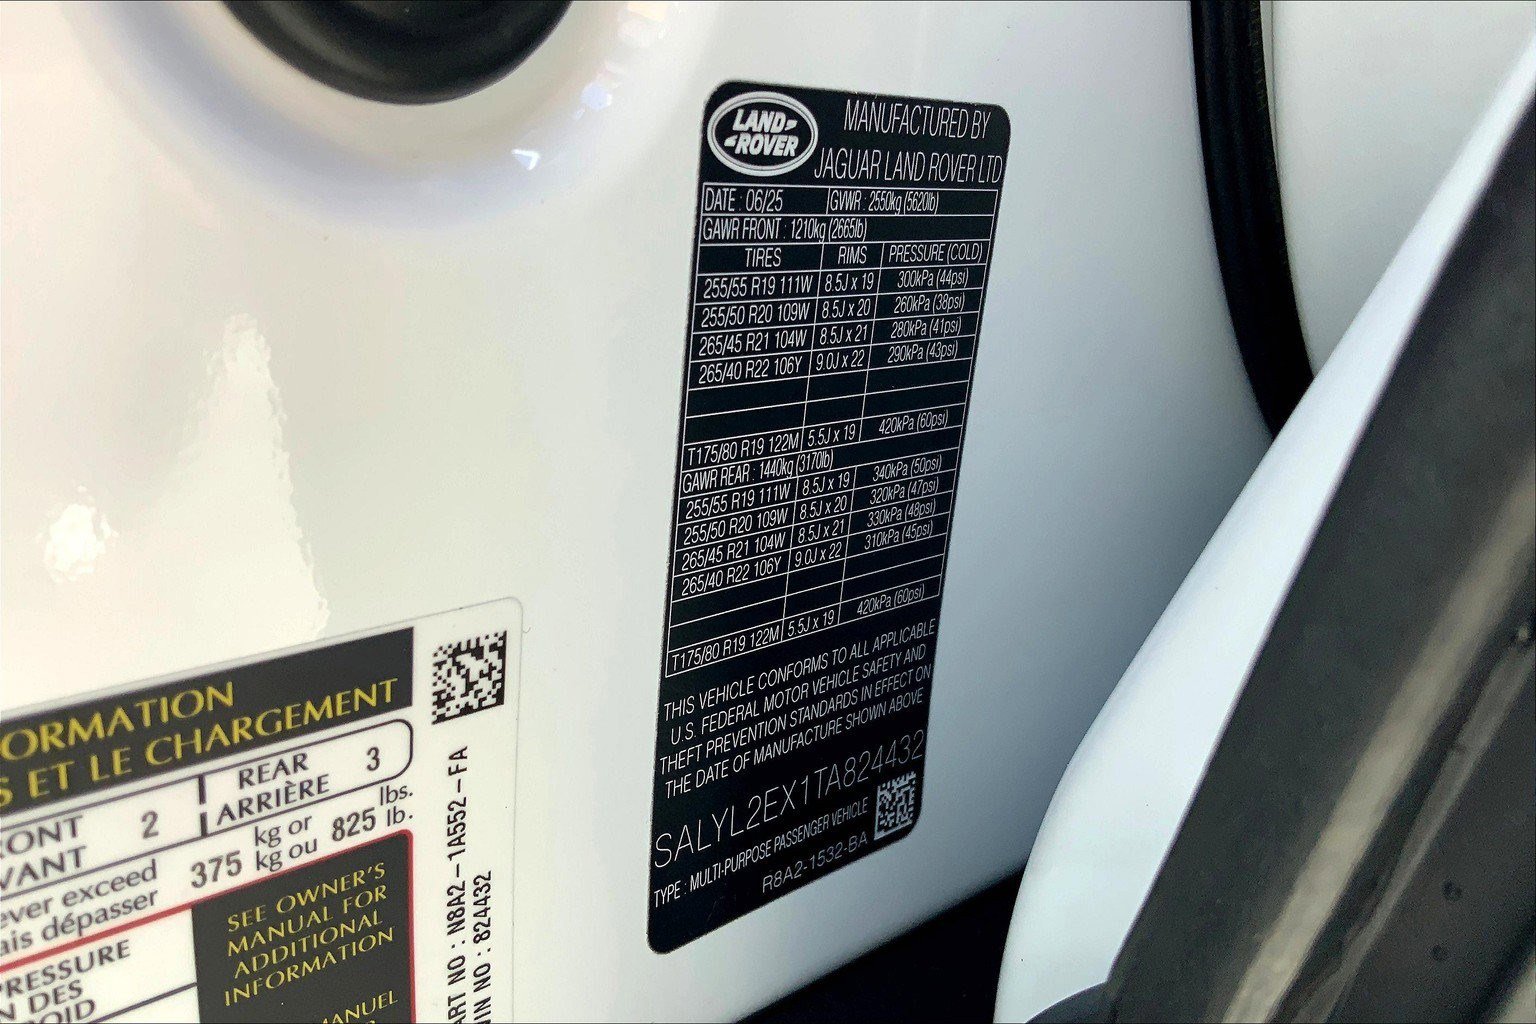 LAND
ROVER
MANUFACTURED BY
JAGUAR LAND ROVER LTD
DATE : 06/25 GVWR : 2550kg (5620lb)
GAWR FRONT : 1210kg (2665lb)
TIRES RIMS PRESSURE (COLD)
255/55 R19 111W 8.5J x 19 300kPa (44psi)
255/50 R20 109W 8.5J x 20 260kPa (38psi)
265/45 R21 104W 8.5J x 21 280kPa (41psi)
265/40 R22 106Y 9.0J x 22 290kPa (43psi)
T175/80 R19 122M 5.5J x 19 420kPa (60psi)
GAWR REAR : 1440kg (3170lb)
255/55 R19 111W 8.5J x 19 340kPa (50psi)
255/50 R20 109W 8.5J x 20 320kPa (47psi)
265/45 R21 104W 8.5J x 21 330kPa (48psi)
265/40 R22 106Y 9.0J x 22 310kPa (45psi)
T175/80 R19 122M 5.5J x 19 420kPa (60psi)
THIS VEHICLE CONFORMS TO ALL APPLICABLE
U.S. FEDERAL MOTOR VEHICLE SAFETY AND
THEFT PREVENTION STANDARDS IN EFFECT ON
THE DATE OF MANUFACTURE SHOWN ABOVE
SALYL2EX1TA824432
TYPE : MULTI-PURPOSE PASSENGER VEHICLE
R8A2-1532-BA
ORMATION
S ET LE CHARGEMENT
RONT 2 REAR 3
VANT ARRIÈRE
ever exceed 375 kg or 825 lbs.
ais dépasser kg ou lb.
PRESSURE
N DES
OID
SEE OWNER'S
MANUAL FOR
ADDITIONAL
INFORMATION
MANUEL
ART NO : N8A2-1A552-FA
VIN NO : 824432